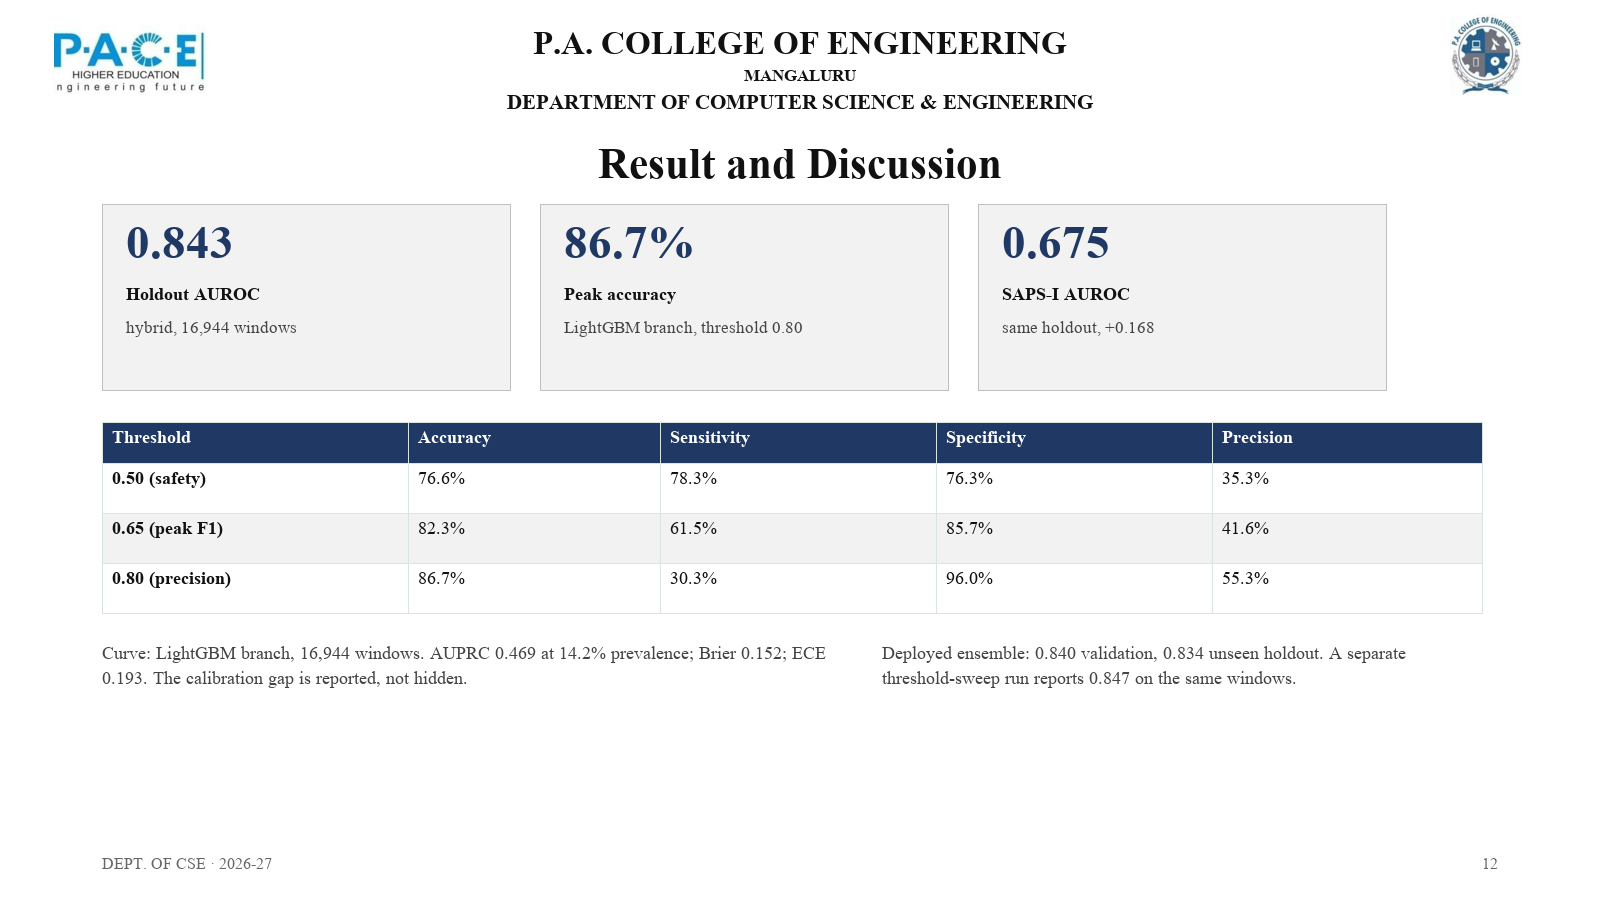 P·A·C·E
HIGHER EDUCATION
ngineering future
P.A. COLLEGE OF ENGINEERING
MANGALURU
DEPARTMENT OF COMPUTER SCIENCE & ENGINEERING
P.A. COLLEGE OF ENGINEERING
Result and Discussion
0.843
Holdout AUROC
hybrid, 16,944 windows
86.7%
Peak accuracy
LightGBM branch, threshold 0.80
0.675
SAPS-I AUROC
same holdout, +0.168
Threshold Accuracy Sensitivity Specificity Precision
0.50 (safety) 76.6% 78.3% 76.3% 35.3%
0.65 (peak F1) 82.3% 61.5% 85.7% 41.6%
0.80 (precision) 86.7% 30.3% 96.0% 55.3%
Curve: LightGBM branch, 16,944 windows. AUPRC 0.469 at 14.2% prevalence; Brier 0.152; ECE
0.193. The calibration gap is reported, not hidden.
Deployed ensemble: 0.840 validation, 0.834 unseen holdout. A separate
threshold-sweep run reports 0.847 on the same windows.
DEPT. OF CSE · 2026-27
12